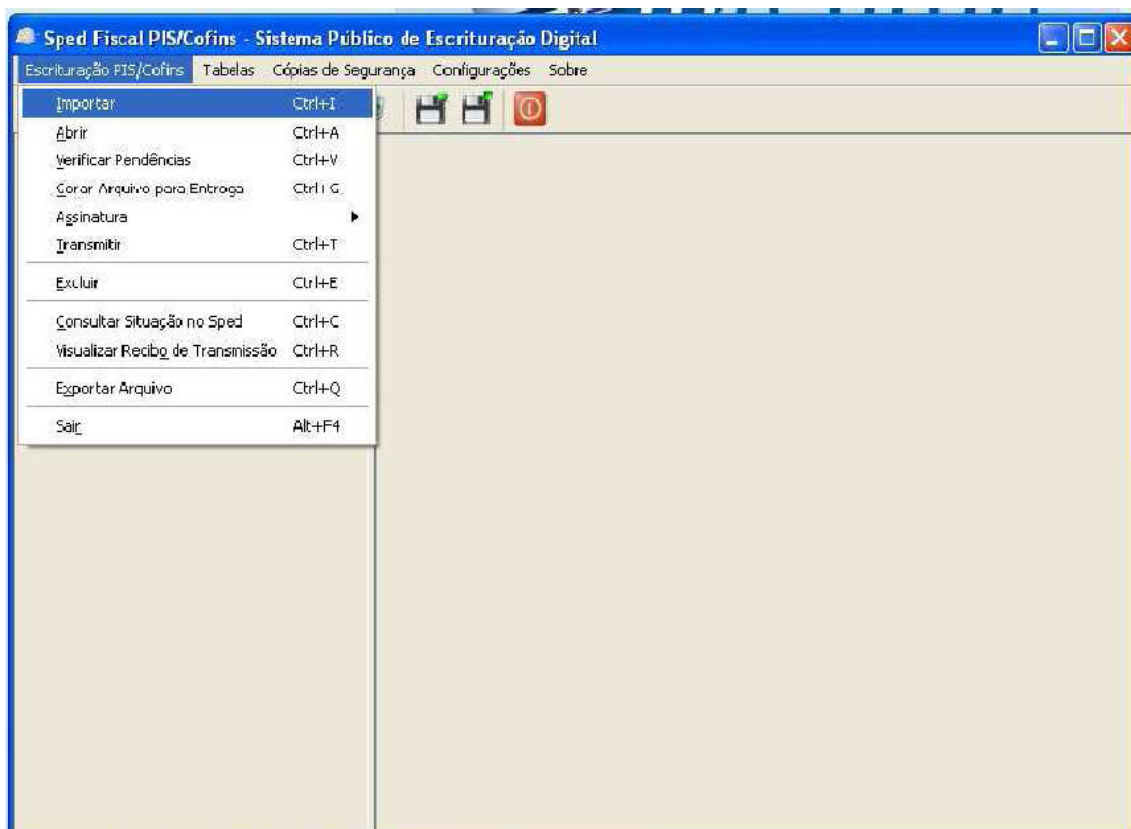 Sped Fiscal PIS/Cofins - Sistema Público de Escrituração Digital
Escrituração PIS/Cofins Tabelas Cópias de Segurança Configurações Sobre
Importar Ctrl+I
Abrir Ctrl+A
Verificar Pendências Ctrl+V
Gerar Arquivo para Entrega Ctrl+G
Assinatura
Transmitir Ctrl+T
Excluir Ctrl+E
Consultar Situação no Sped Ctrl+C
Visualizar Recibo de Transmissão Ctrl+R
Exportar Arquivo Ctrl+Q
Sair Alt+F4